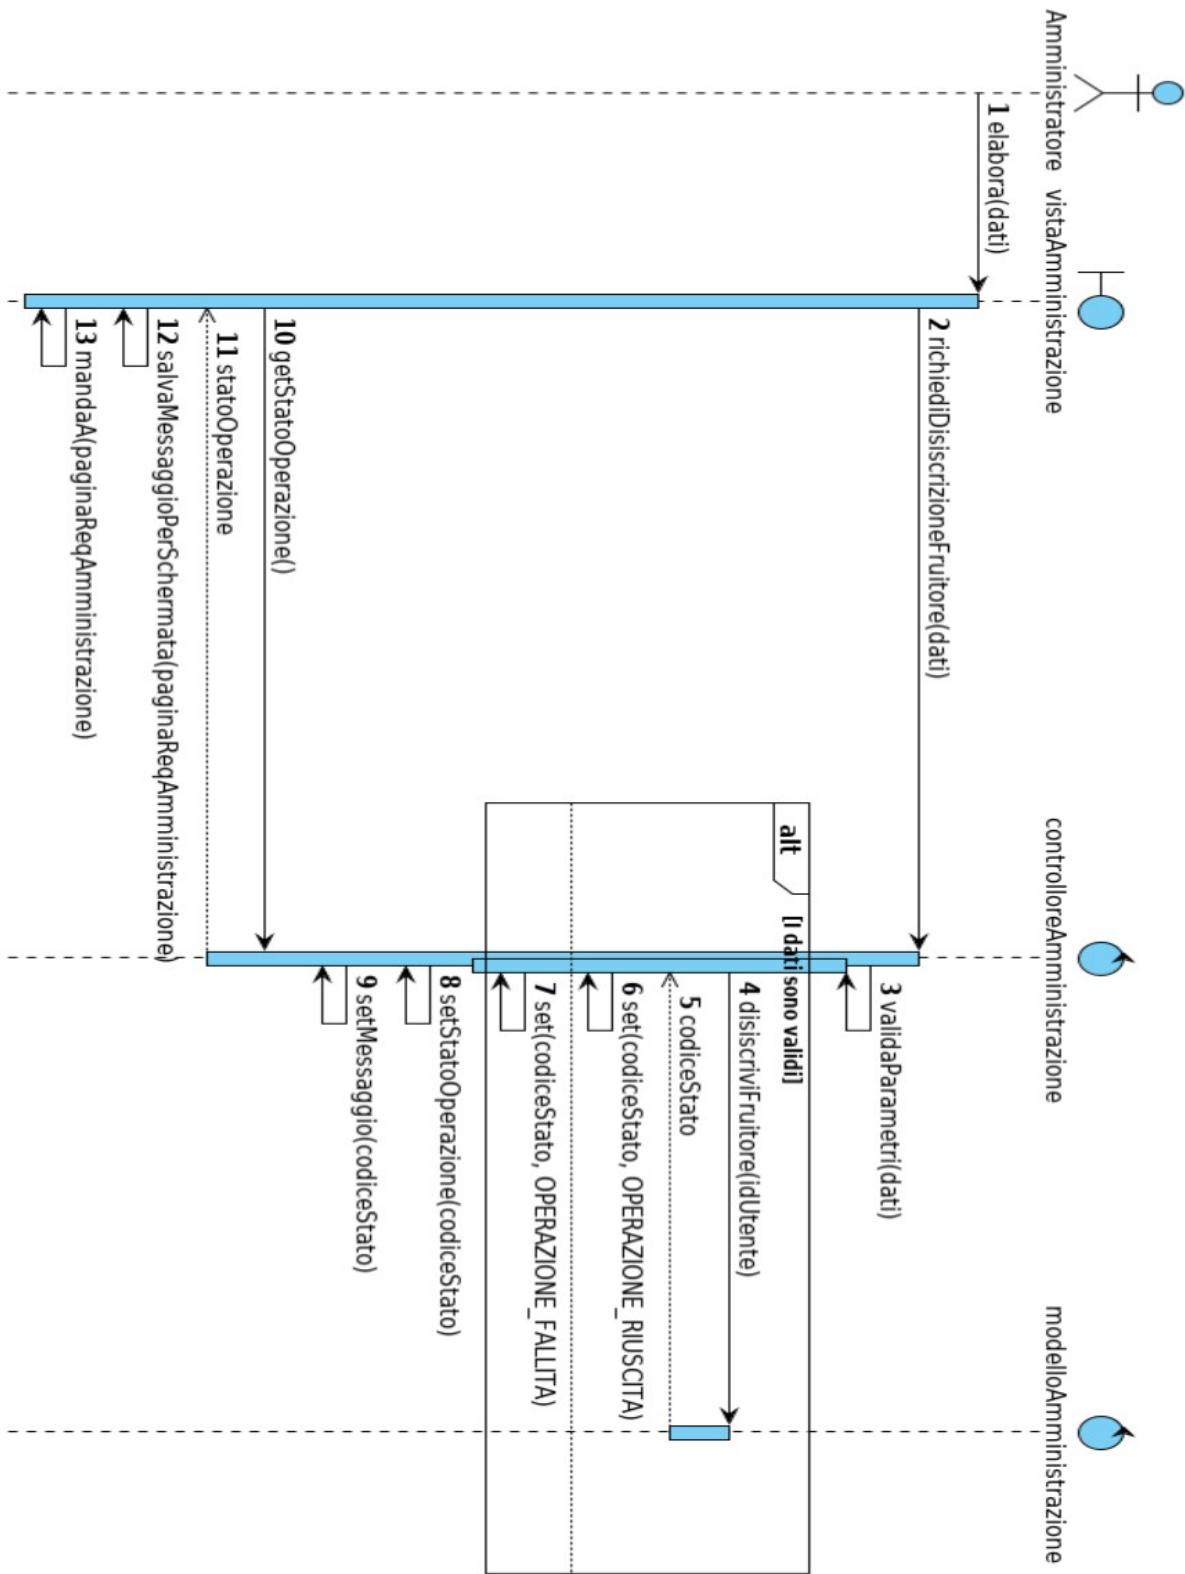 Amministratore
vistaAmministrazione
controlloreAmministrazione
modelloAmministrazione
1 elabora(dati)
2 richiediDisiscrizioneFruitore(dati)
3 validaParametri(dati)
alt
[I dati sono validi]
4 disiscriviFruitore(idUtente)
5 codiceStato
6 set(codiceStato, OPERAZIONE_RIUSCITA)
7 set(codiceStato, OPERAZIONE_FALLITA)
8 setStatoOperazione(codiceStato)
9 setMessaggio(codiceStato)
10 getStatoOperazione()
11 statoOperazione
12 salvaMessaggioPerSchermata(paginaReqAmministrazione)
13 mandaA(paginaReqAmministrazione)